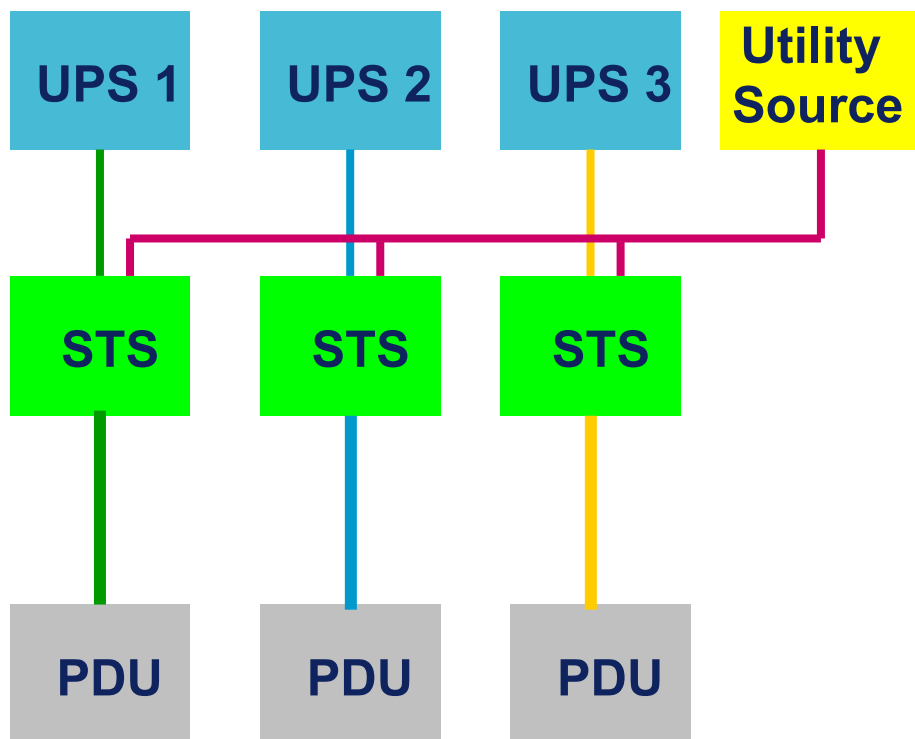 UPS 1
UPS 2
UPS 3
Utility
Source
STS
STS
STS
PDU
PDU
PDU